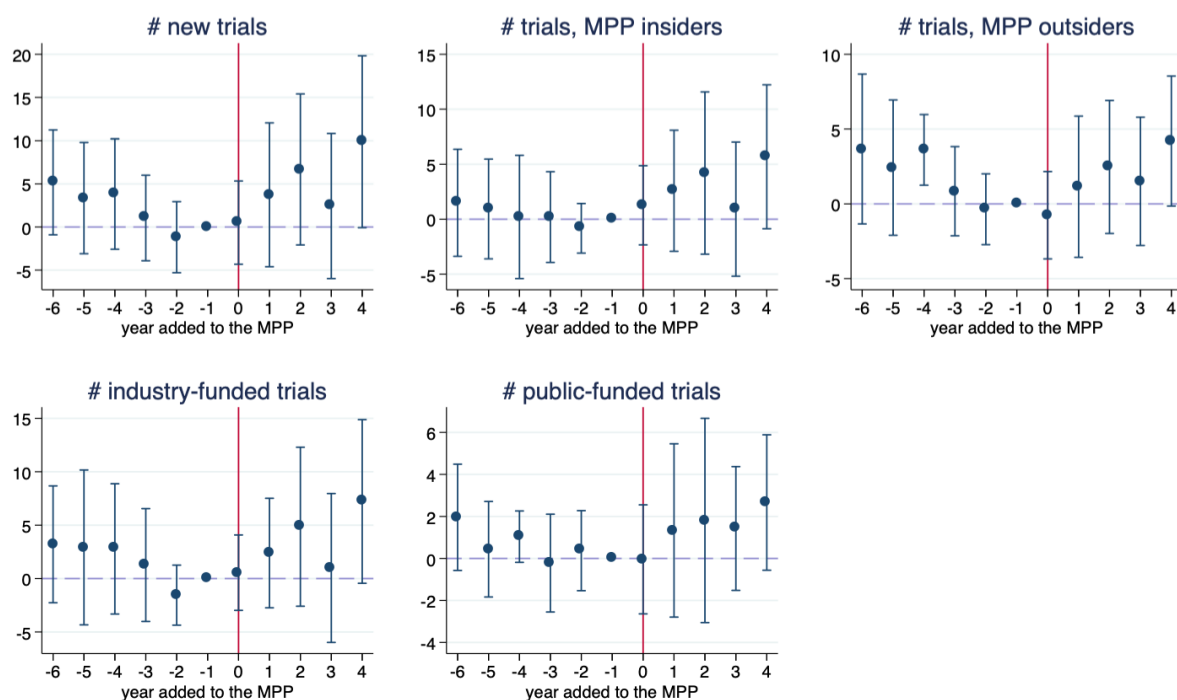 # new trials
20
15
10
5
0
-5
-6 -5 -4 -3 -2 -1 0 1 2 3 4
year added to the MPP
# trials, MPP insiders
15
10
5
0
-5
-6 -5 -4 -3 -2 -1 0 1 2 3 4
year added to the MPP
# trials, MPP outsiders
10
5
0
-5
-6 -5 -4 -3 -2 -1 0 1 2 3 4
year added to the MPP
# industry-funded trials
15
10
5
0
-5
-6 -5 -4 -3 -2 -1 0 1 2 3 4
year added to the MPP
# public-funded trials
6
4
2
0
-2
-4
-6 -5 -4 -3 -2 -1 0 1 2 3 4
year added to the MPP